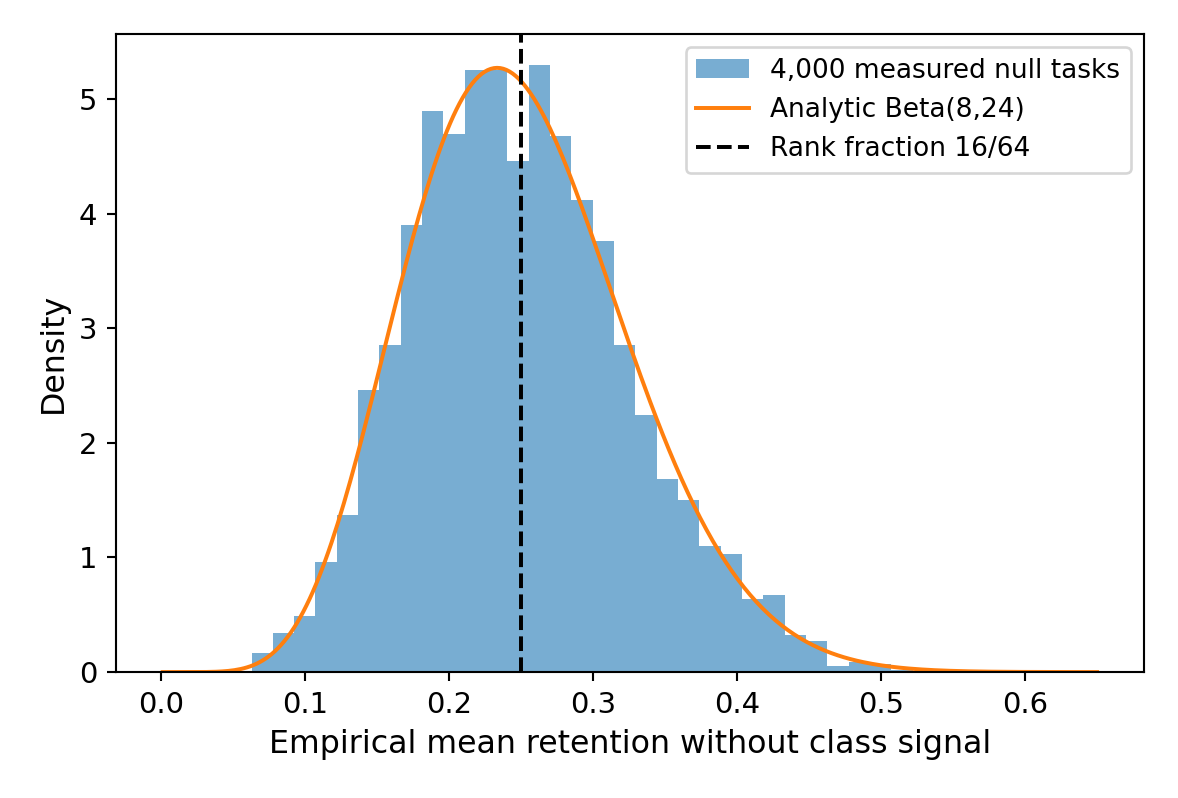 4,000 measured null tasks
Analytic Beta(8,24)
Rank fraction 16/64
Density
5
4
3
2
1
0
0.0 0.1 0.2 0.3 0.4 0.5 0.6
Empirical mean retention without class signal